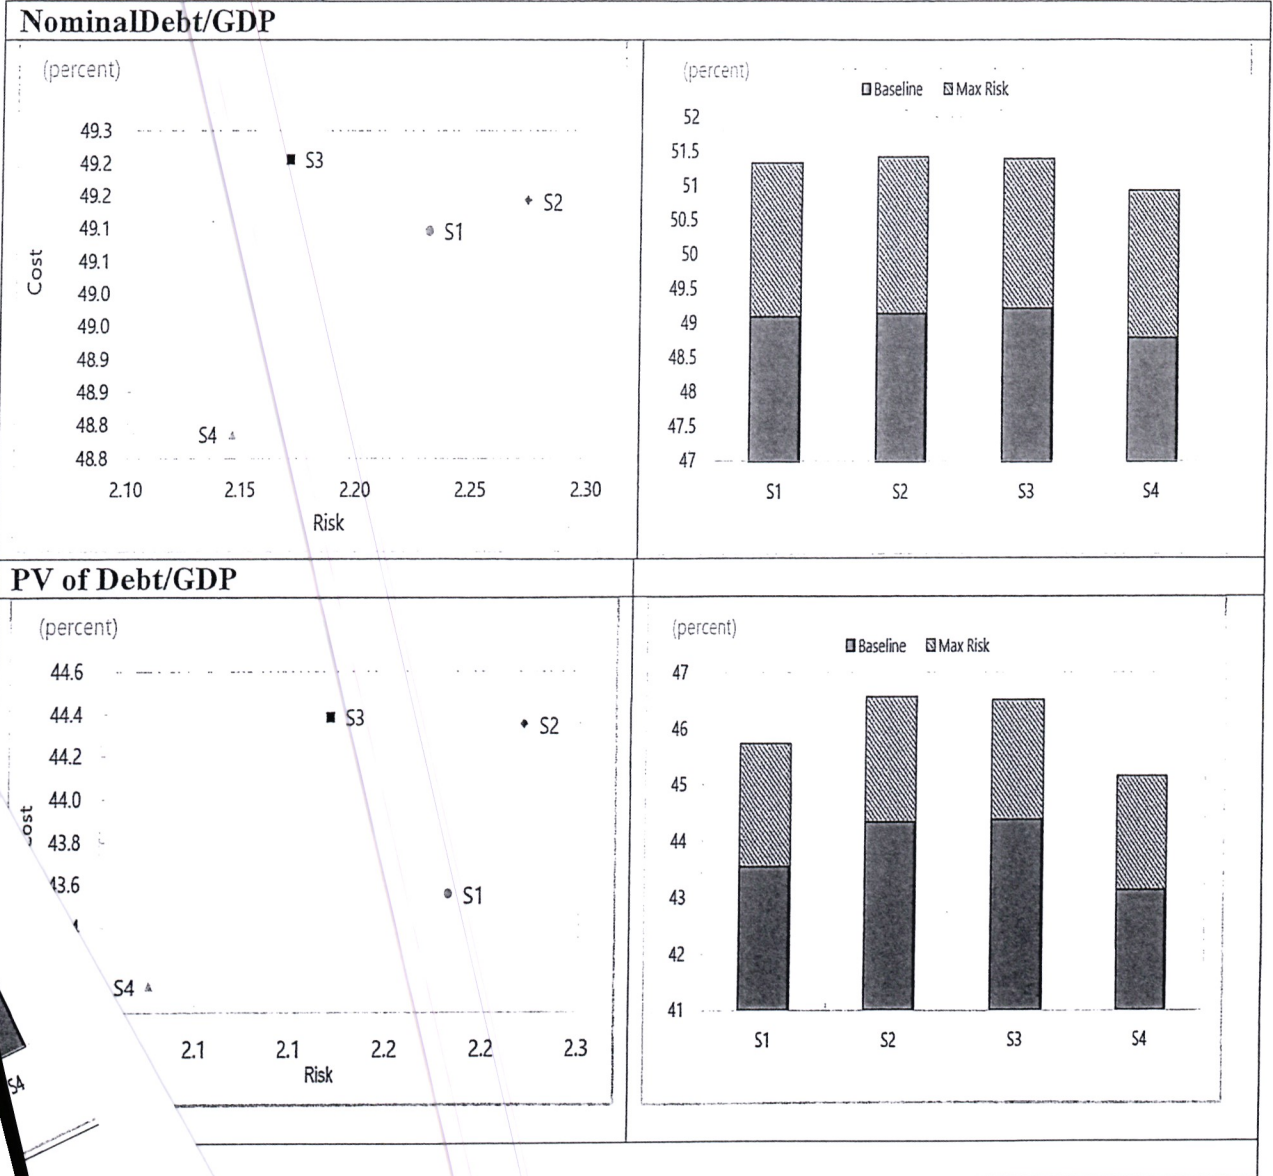 NominalDebt/GDP
(percent)
49.3
49.2
49.2
49.1
49.1
49.0
49.0
48.9
48.9
48.8
48.8
Cost
S3
S2
S1
S4
2.10 2.15 2.20 2.25 2.30
Risk
(percent)
Baseline Max Risk
52
51.5
51
50.5
50
49.5
49
48.5
48
47.5
47
S1 S2 S3 S4
PV of Debt/GDP
(percent)
44.6
44.4
44.2
44.0
43.8
43.6
S3
S2
S1
S4
2.1 2.1 2.2 2.2 2.3
Risk
(percent)
Baseline Max Risk
47
46
45
44
43
42
41
S1 S2 S3 S4
S4